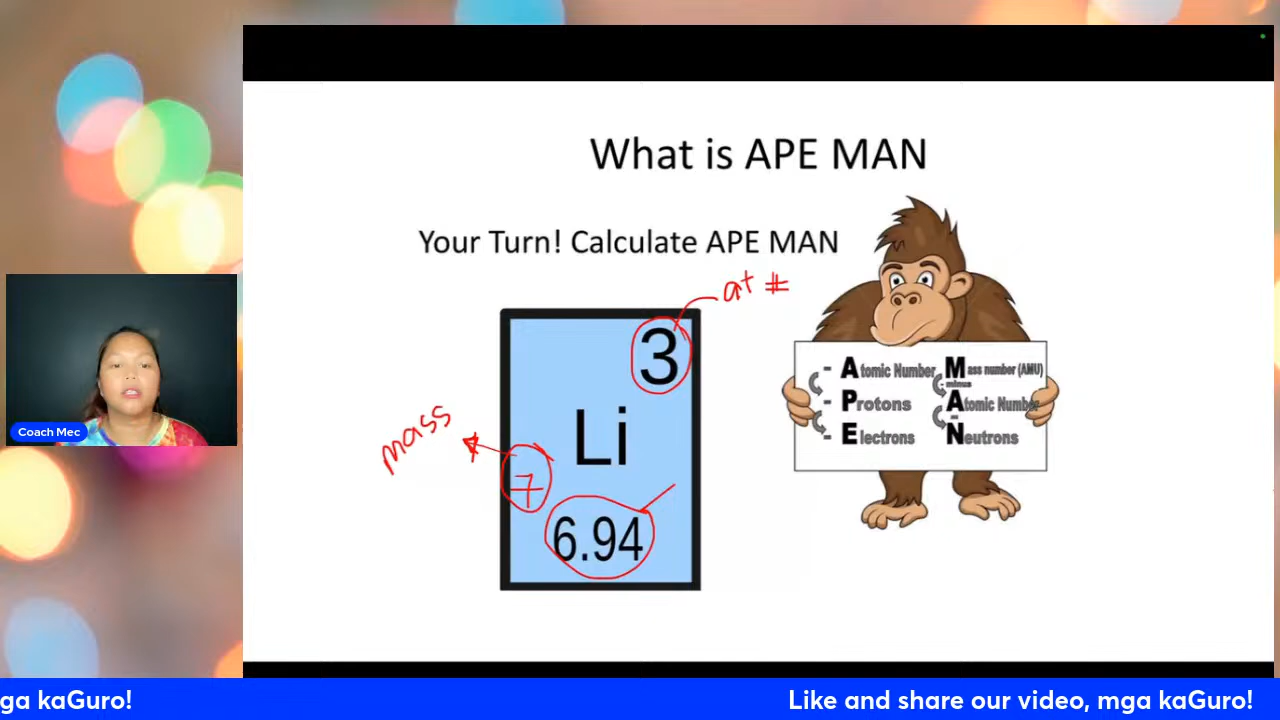 What is APE MAN
Your Turn! Calculate APE MAN
at #
3
Li
mass
7
6.94
- Atomic Number
- Protons
- Electrons
Mass number (AMU)
- minus
Atomic Number
=
Neutrons
Coach Mec
ga kaGuro!
Like and share our video, mga kaGuro!